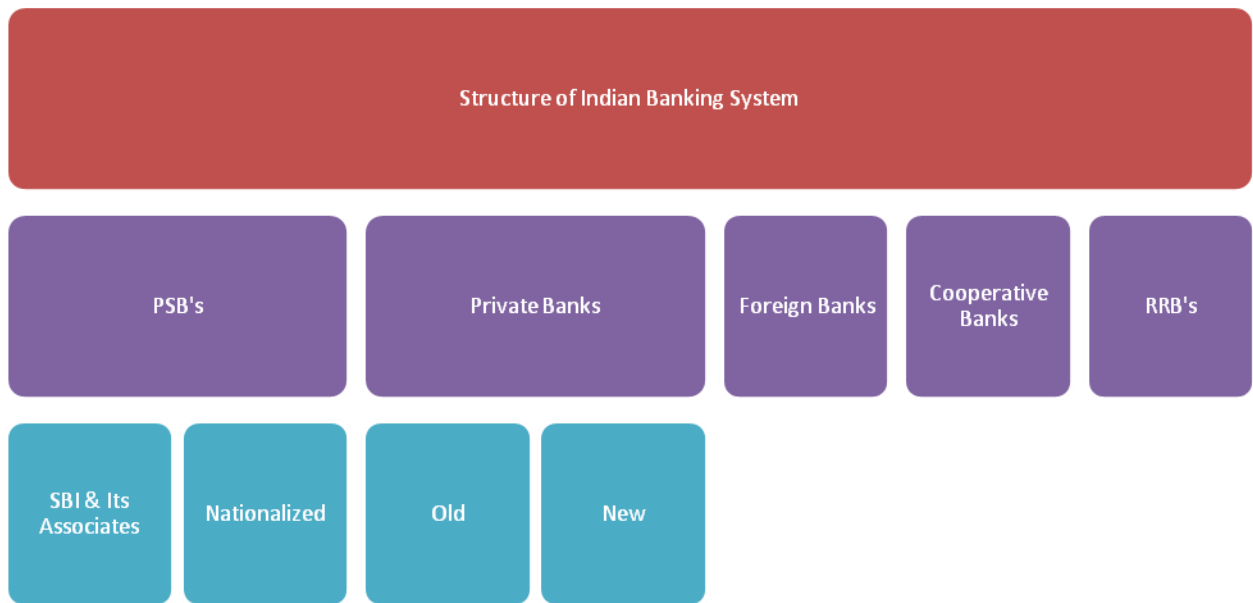 Structure of Indian Banking System
PSB's
Private Banks
Foreign Banks
Cooperative
Banks
RRB's
SBI & Its
Associates
Nationalized
Old
New